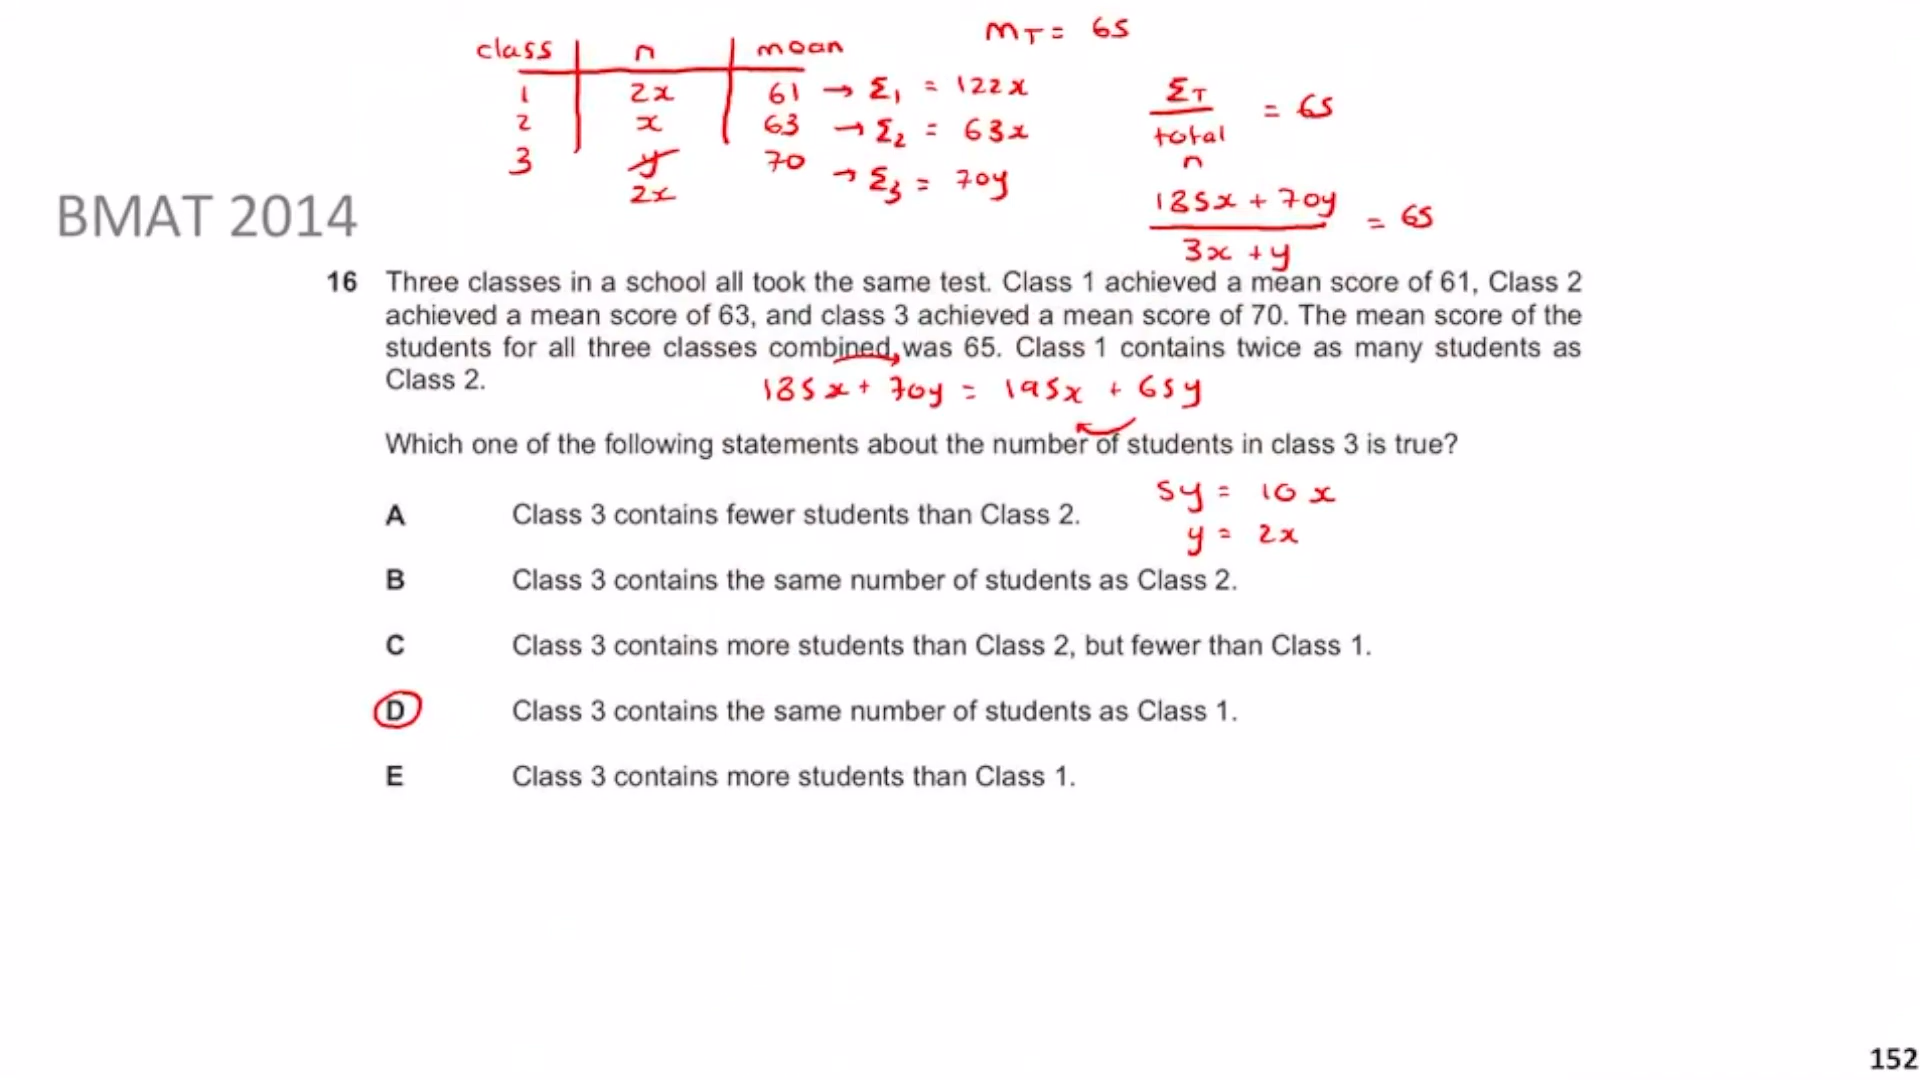 class n mean
mT = 65
1 2x 61 → Σ1 = 122x
2 x 63 → Σ2 = 63x
3 y 70 → Σ3 = 70y
2x
ΣT
total n = 65
185x + 70y
3x + y = 65
BMAT 2014
16 Three classes in a school all took the same test. Class 1 achieved a mean score of 61, Class 2
achieved a mean score of 63, and class 3 achieved a mean score of 70. The mean score of the
students for all three classes combined was 65. Class 1 contains twice as many students as
Class 2.
185x + 70y = 195x + 65y
Which one of the following statements about the number of students in class 3 is true?
5y = 10x
y = 2x
A Class 3 contains fewer students than Class 2.
B Class 3 contains the same number of students as Class 2.
C Class 3 contains more students than Class 2, but fewer than Class 1.
D Class 3 contains the same number of students as Class 1.
E Class 3 contains more students than Class 1.
152